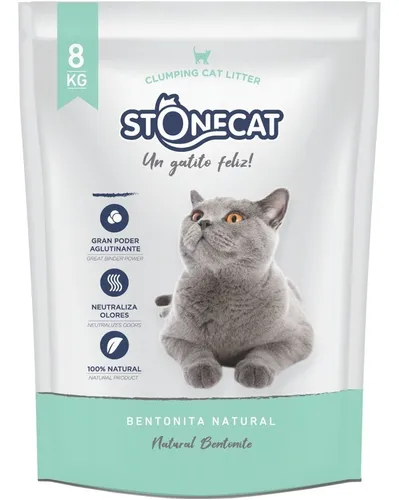 8
KG
CLUMPING CAT LITTER
STONECAT
Un gatito feliz!
GRAN PODER
AGLUTINANTE
GREAT BINDER POWER
NEUTRALIZA
OLORES
NEUTRALIZES ODORS
100% NATURAL
NATURAL PRODUCT
BENTONITA NATURAL
Natural Bentonite